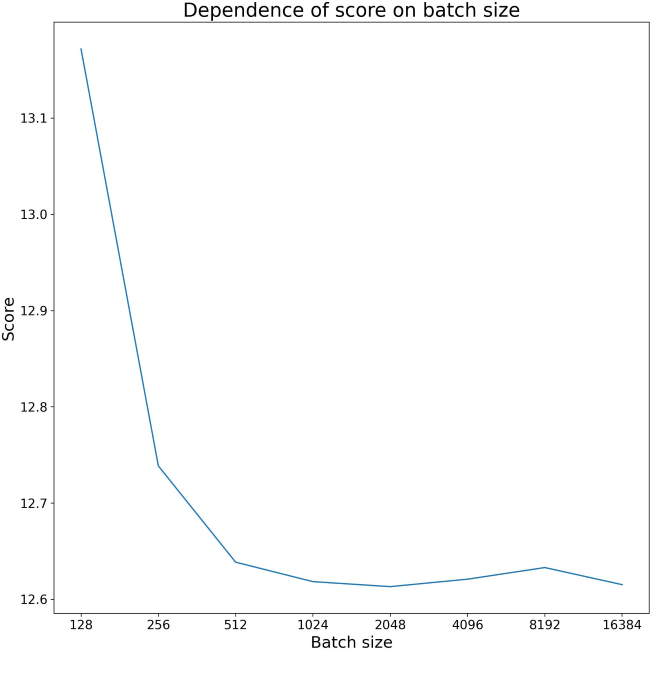 Dependence of score on batch size
13.1
13.0
12.9
12.8
12.7
12.6
Score
128 256 512 1024 2048 4096 8192 16384
Batch size